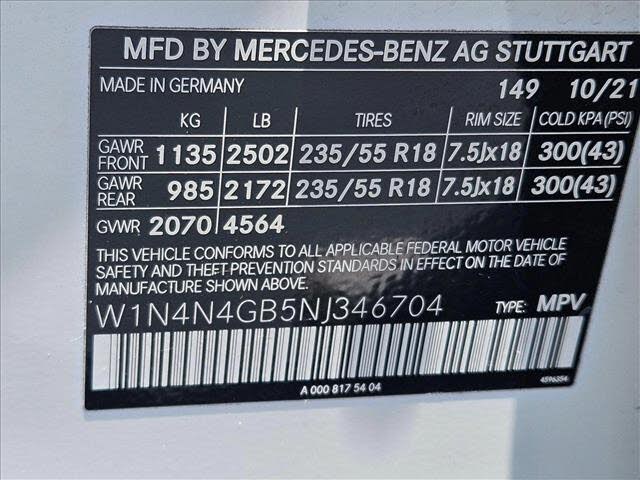 MFD BY MERCEDES-BENZ AG STUTTGART
MADE IN GERMANY 149 10/21
KG LB TIRES RIM SIZE COLD KPA (PSI)
GAWR FRONT 1135 2502 235/55 R18 7.5Jx18 300(43)
GAWR REAR 985 2172 235/55 R18 7.5Jx18 300(43)
GVWR 2070 4564
THIS VEHICLE CONFORMS TO ALL APPLICABLE FEDERAL MOTOR VEHICLE
SAFETY AND THEFT PREVENTION STANDARDS IN EFFECT ON THE DATE OF
MANUFACTURE SHOWN ABOVE.
W1N4N4GB5NJ346704 TYPE: MPV
A 000 817 54 04 4596354